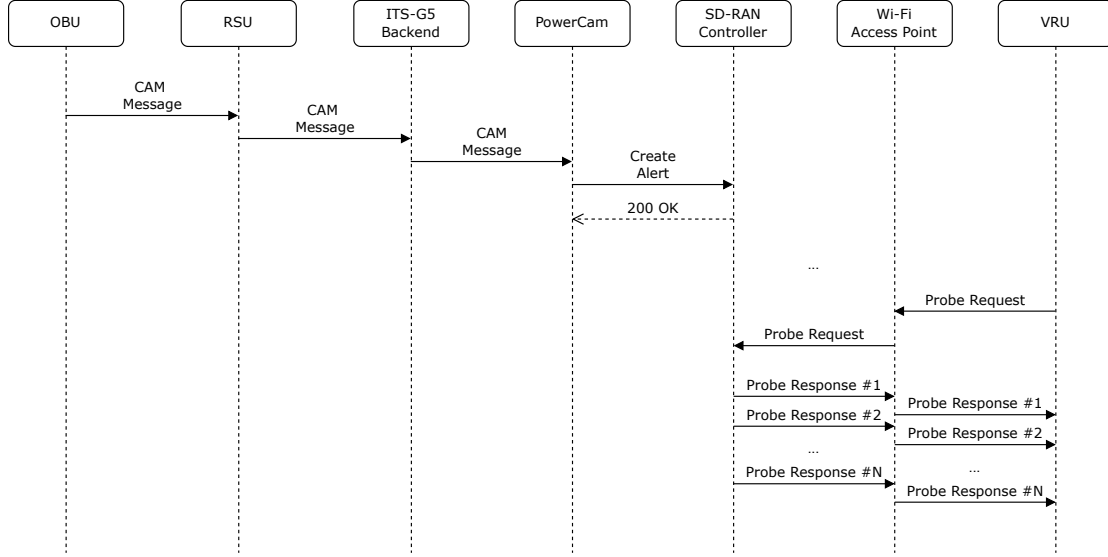 OBU
RSU
ITS-G5
Backend
PowerCam
SD-RAN
Controller
Wi-Fi
Access Point
VRU
CAM
Message
CAM
Message
CAM
Message
Create
Alert
200 OK
...
Probe Request
Probe Request
Probe Response #1
Probe Response #1
Probe Response #2
Probe Response #2
...
...
Probe Response #N
Probe Response #N